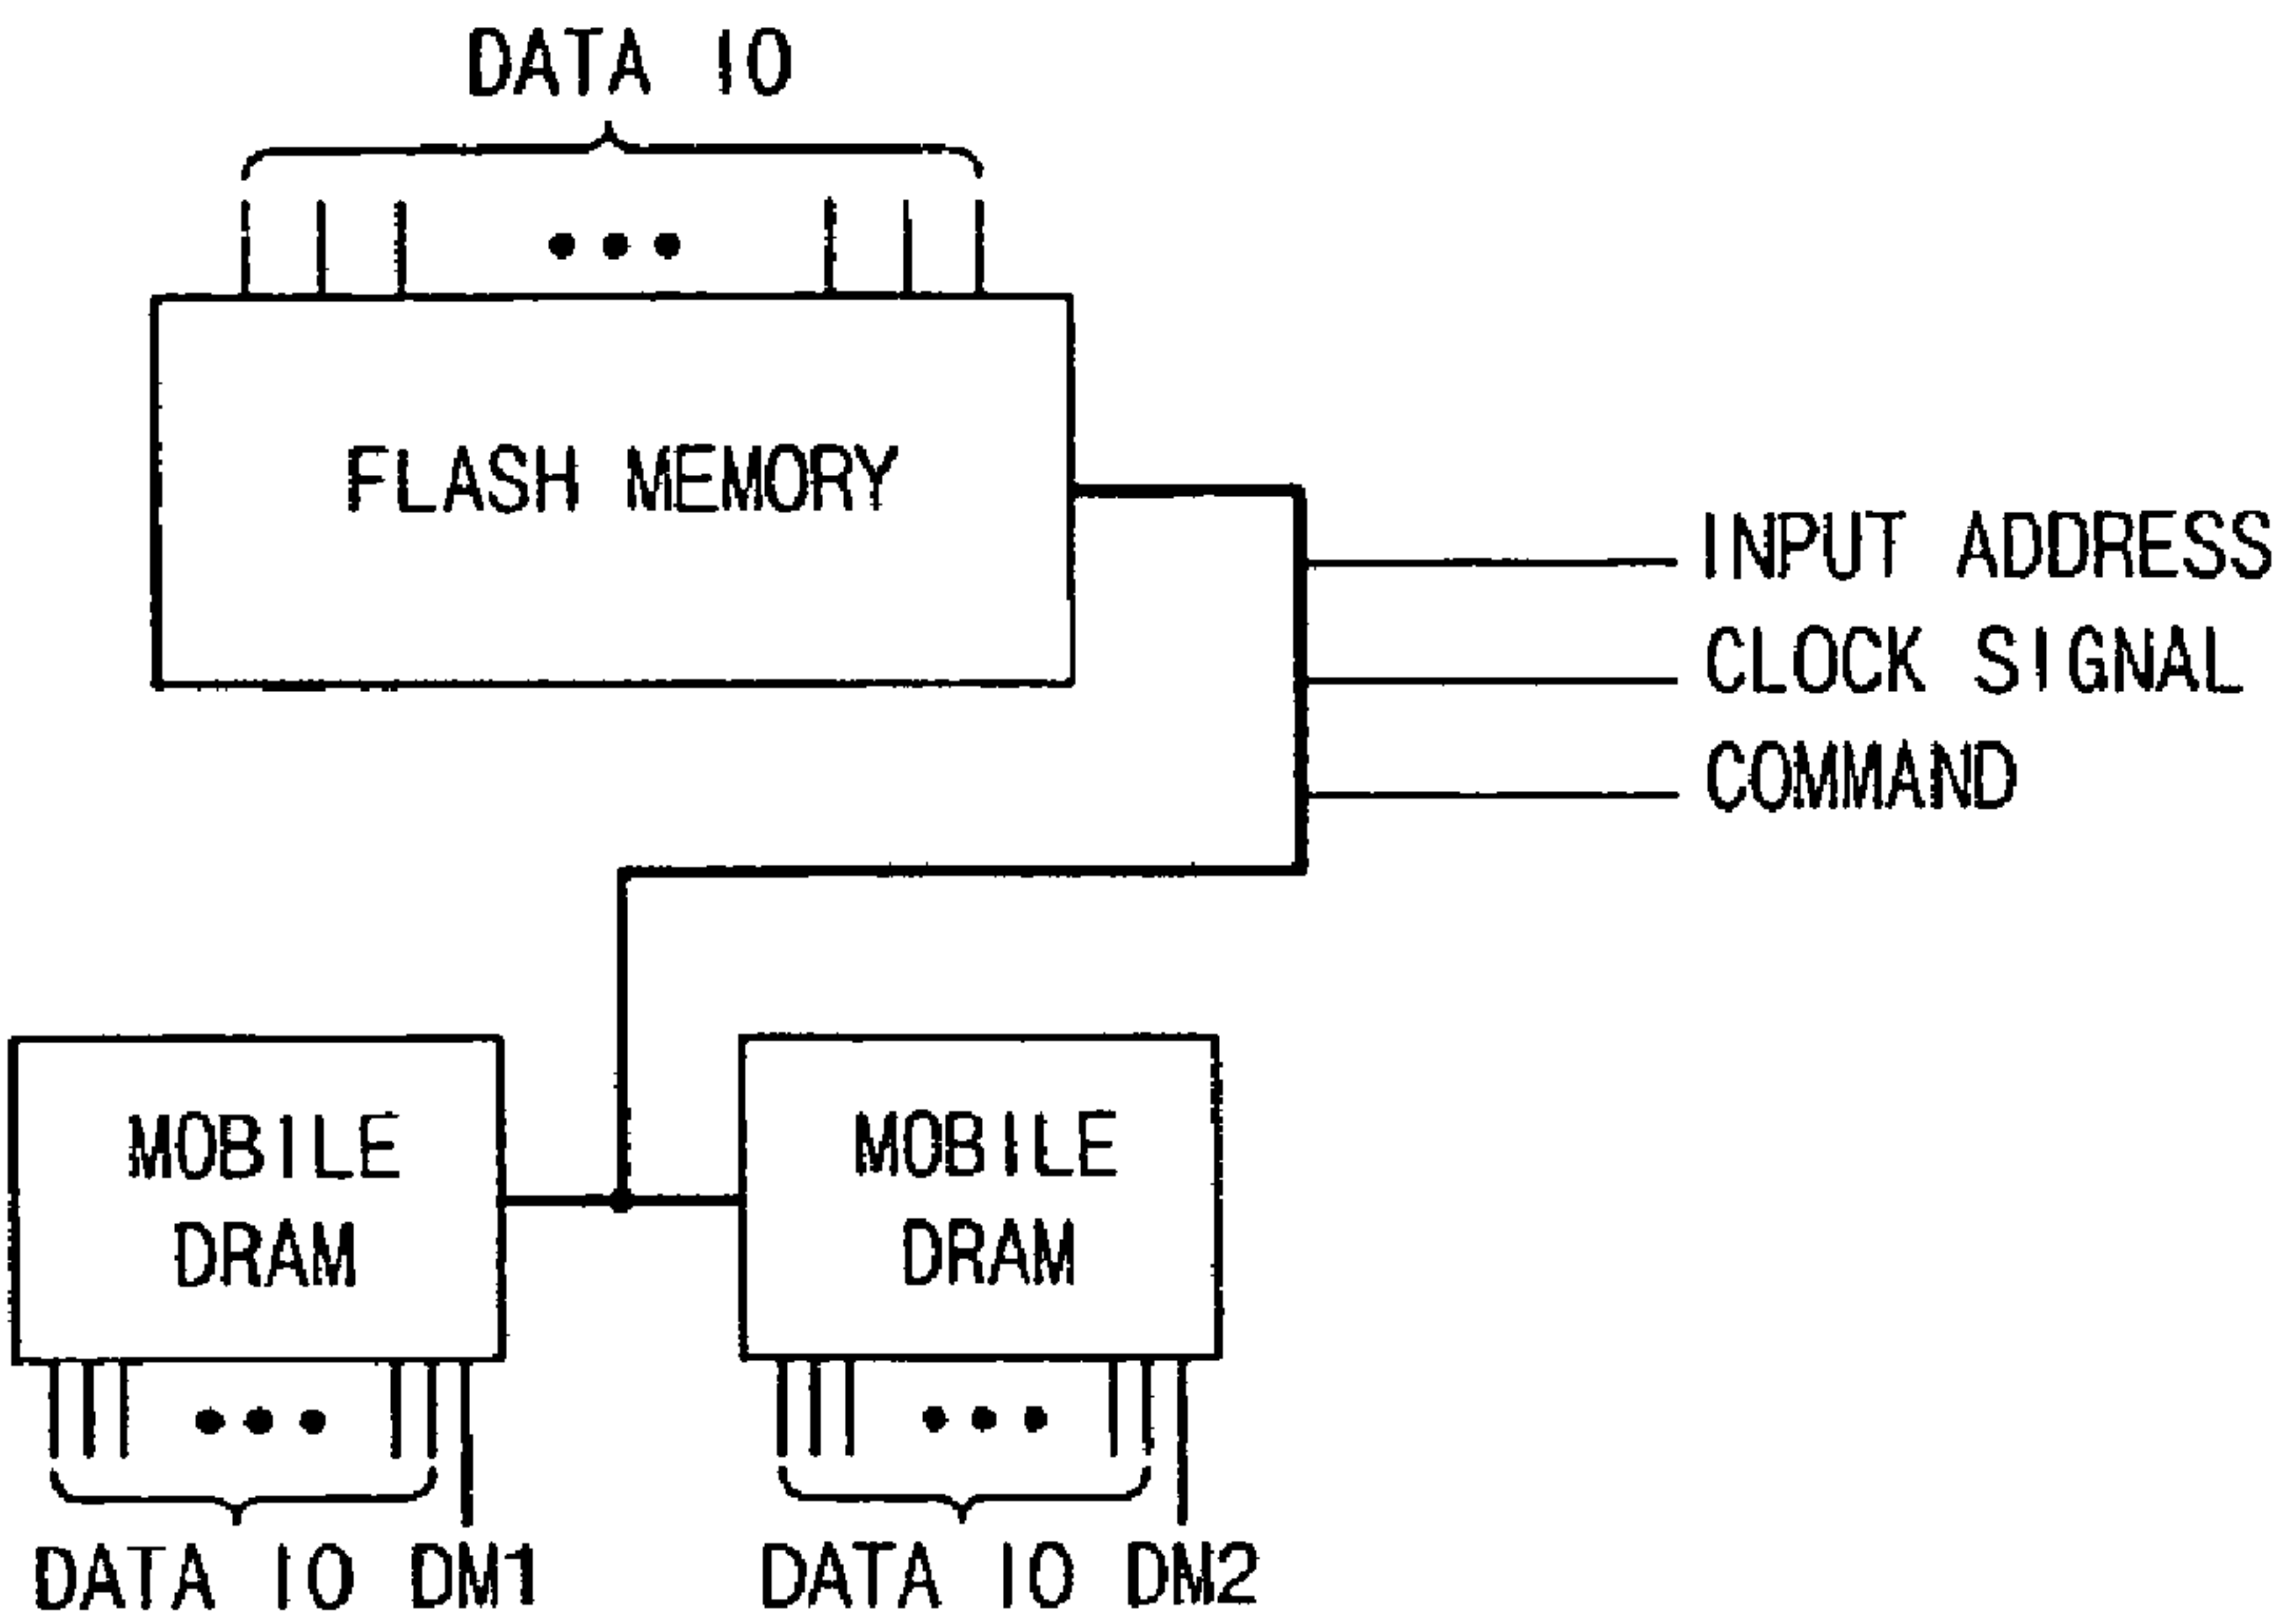 DATA IO
FLASH MEMORY
INPUT ADDRESS
CLOCK SIGNAL
COMMAND
MOBILE
DRAM
MOBILE
DRAM
DATA IO DM1
DATA IO DM2